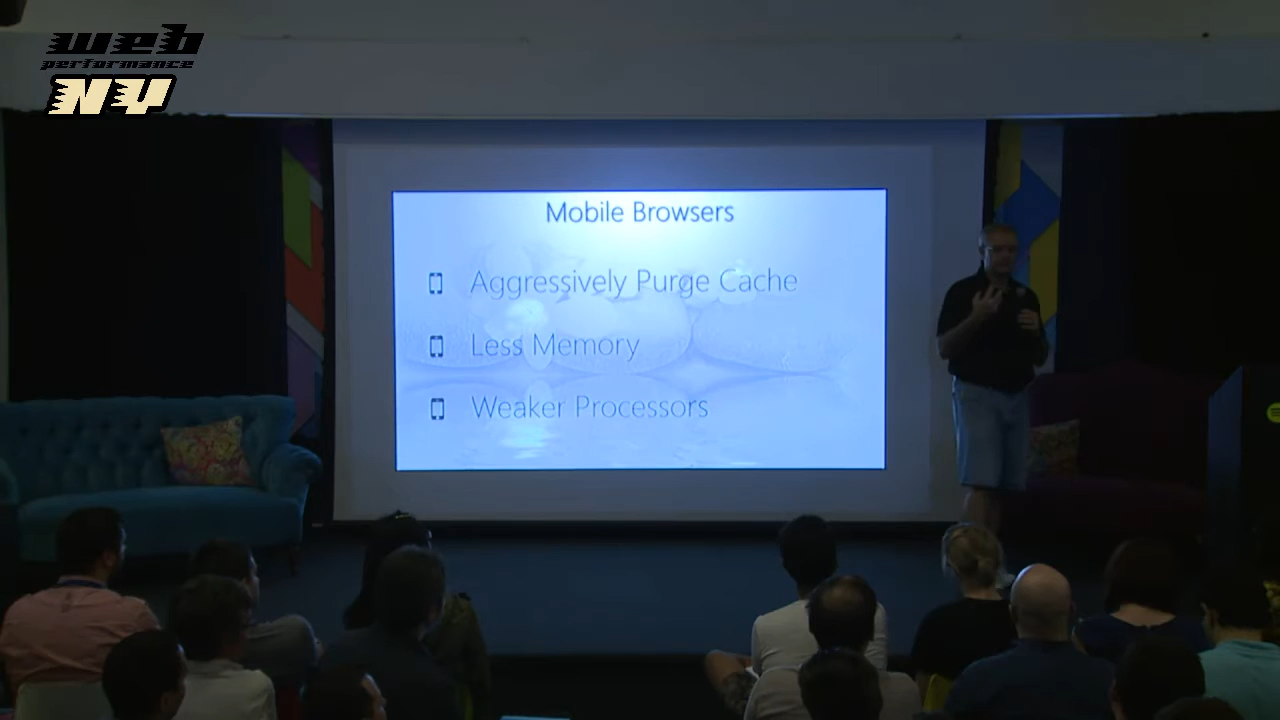 web
performance
NY
Mobile Browsers
Aggressively Purge Cache
Less Memory
Weaker Processors